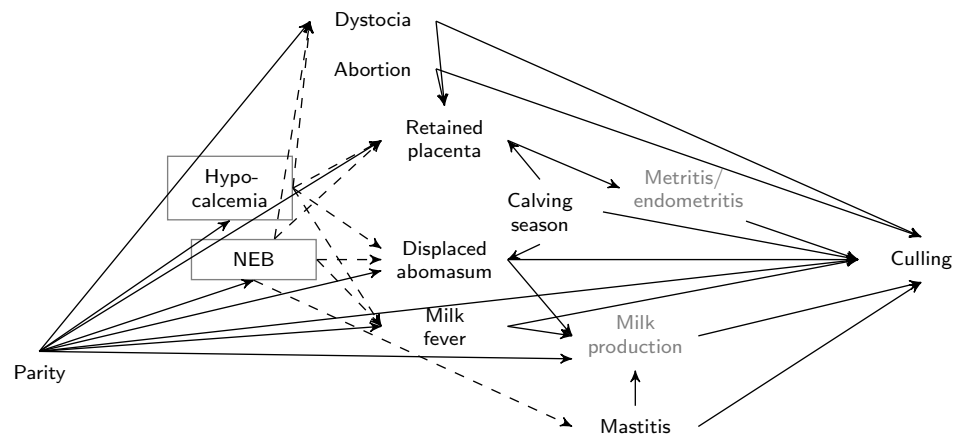 Dystocia
Abortion
Retained
placenta
Hypo-
calcemia
Metritis/
endometritis
Calving
season
NEB
Displaced
abomasum
Culling
Milk
fever
Milk
production
Parity
Mastitis